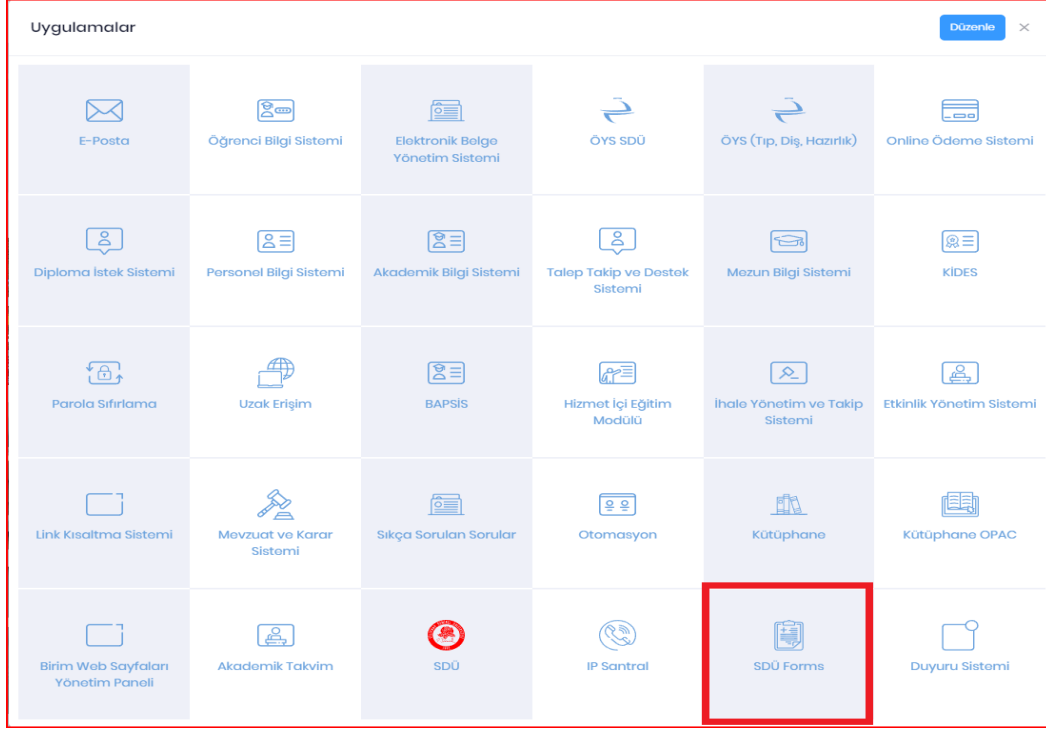 Uygulamalar
Düzenle
E-Posta
Öğrenci Bilgi Sistemi
Elektronik Belge
Yönetim Sistemi
ÖYS SDÜ
ÖYS (Tıp, Diş, Hazırlık)
Online Ödeme Sistemi
Diploma İstek Sistemi
Personel Bilgi Sistemi
Akademik Bilgi Sistemi
Talep Takip ve Destek
Sistemi
Mezun Bilgi Sistemi
KİDES
Parola Sıfırlama
Uzak Erişim
BAPSİS
Hizmet İçi Eğitim
Modülü
İhale Yönetim ve Takip
Sistemi
Etkinlik Yönetim Sistemi
Link Kısaltma Sistemi
Mevzuat ve Karar
Sistemi
Sıkça Sorulan Sorular
Otomasyon
Kütüphane
Kütüphane OPAC
Birim Web Sayfaları
Yönetim Paneli
Akademik Takvim
SDÜ
IP Santral
SDÜ Forms
Duyuru Sistemi